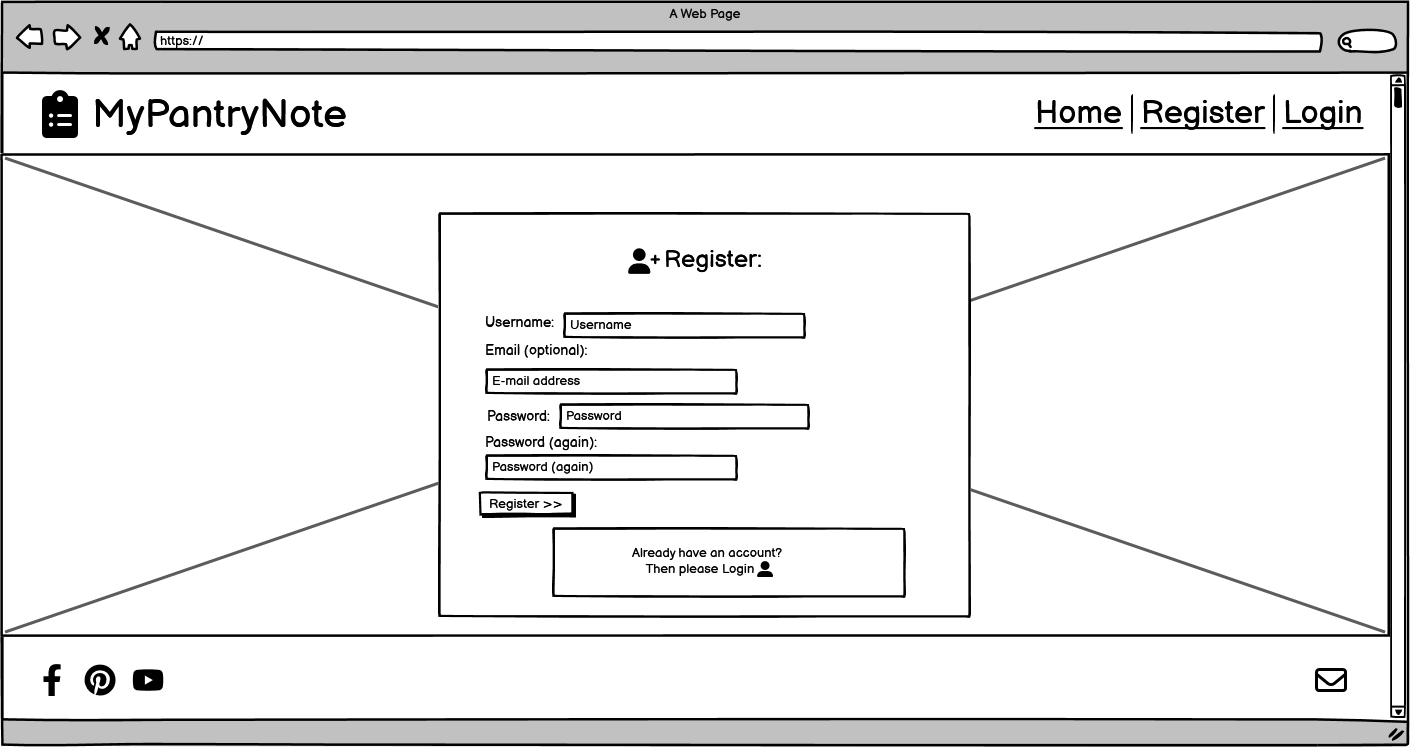 A Web Page
https://
MyPantryNote
Home Register Login
Register:
Username: Username
Email (optional):
E-mail address
Password: Password
Password (again):
Password (again)
Register >>
Already have an account?
Then please Login